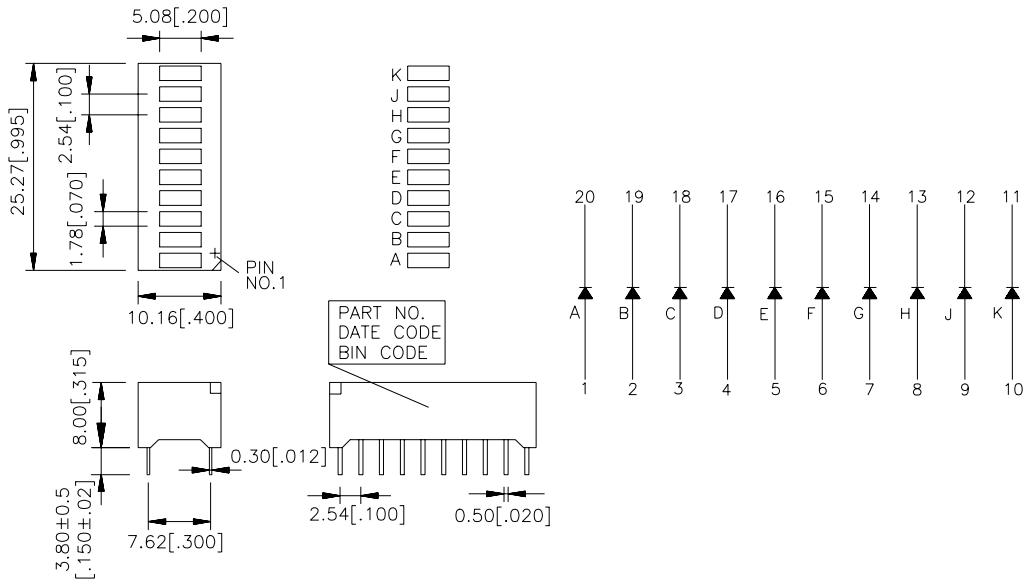 5.08[.200]
25.27[.995]
2.54[.100]
1.78[.070]
PIN
NO.1
10.16[.400]
K
J
H
G
F
E
D
C
B
A
20 19 18 17 16 15 14 13 12 11
A B C D E F G H J K
1 2 3 4 5 6 7 8 9 10
PART NO.
DATE CODE
BIN CODE
8.00[.315]
3.80±0.5
[.150±.02]
0.30[.012]
7.62[.300]
2.54[.100]
0.50[.020]